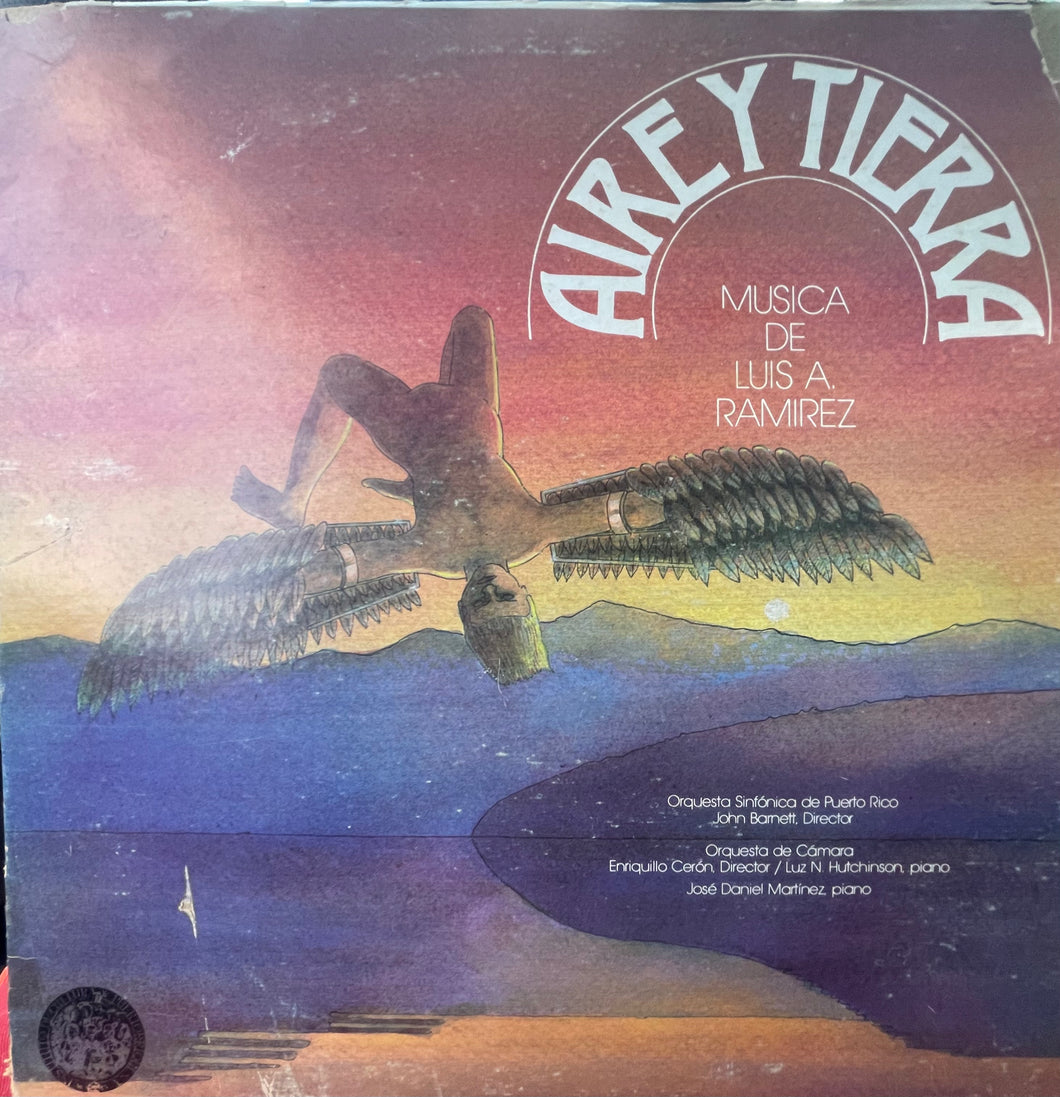 AIRE Y TIERRA
MUSICA
DE
LUIS A.
RAMIREZ
Orquesta Sinfónica de Puerto Rico
John Barnett, Director
Orquesta de Cámara
Enriquillo Cerón, Director / Luz N. Hutchinson, piano
José Daniel Martínez, piano